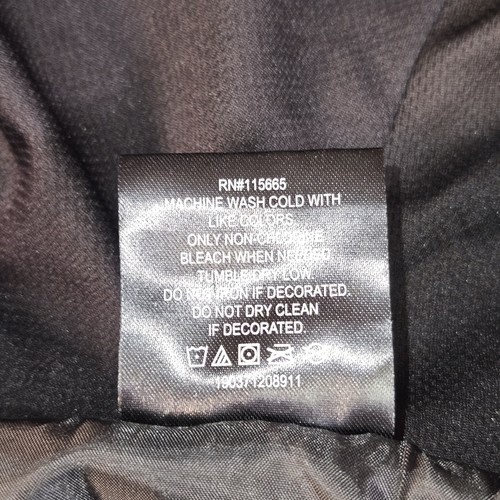 RN#115665
MACHINE WASH COLD WITH
LIKE COLORS.
ONLY NON-CHLORINE
BLEACH WHEN NEEDED.
TUMBLE DRY LOW.
DO NOT IRON IF DECORATED.
DO NOT DRY CLEAN
IF DECORATED.
190371208911